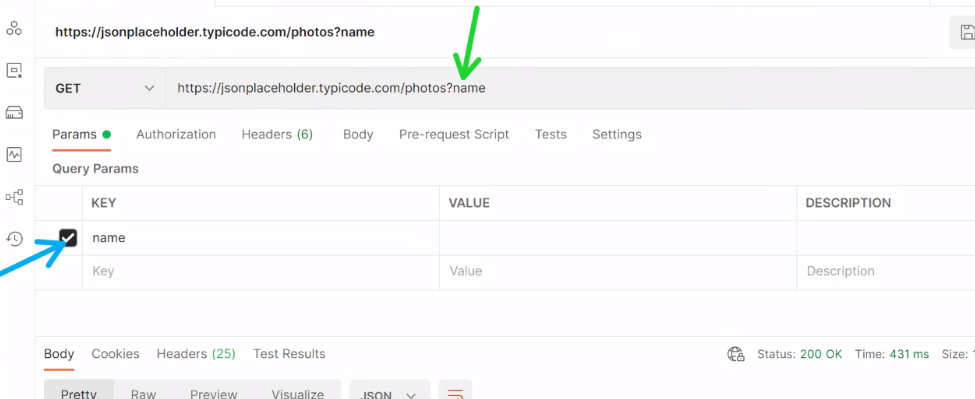 https://jsonplaceholder.typicode.com/photos?name
GET https://jsonplaceholder.typicode.com/photos?name
Params Authorization Headers (6) Body Pre-request Script Tests Settings
Query Params
KEY VALUE DESCRIPTION
name
Key Value Description
Body Cookies Headers (25) Test Results Status: 200 OK Time: 431 ms Size:
Pretty Raw Preview Visualize JSON